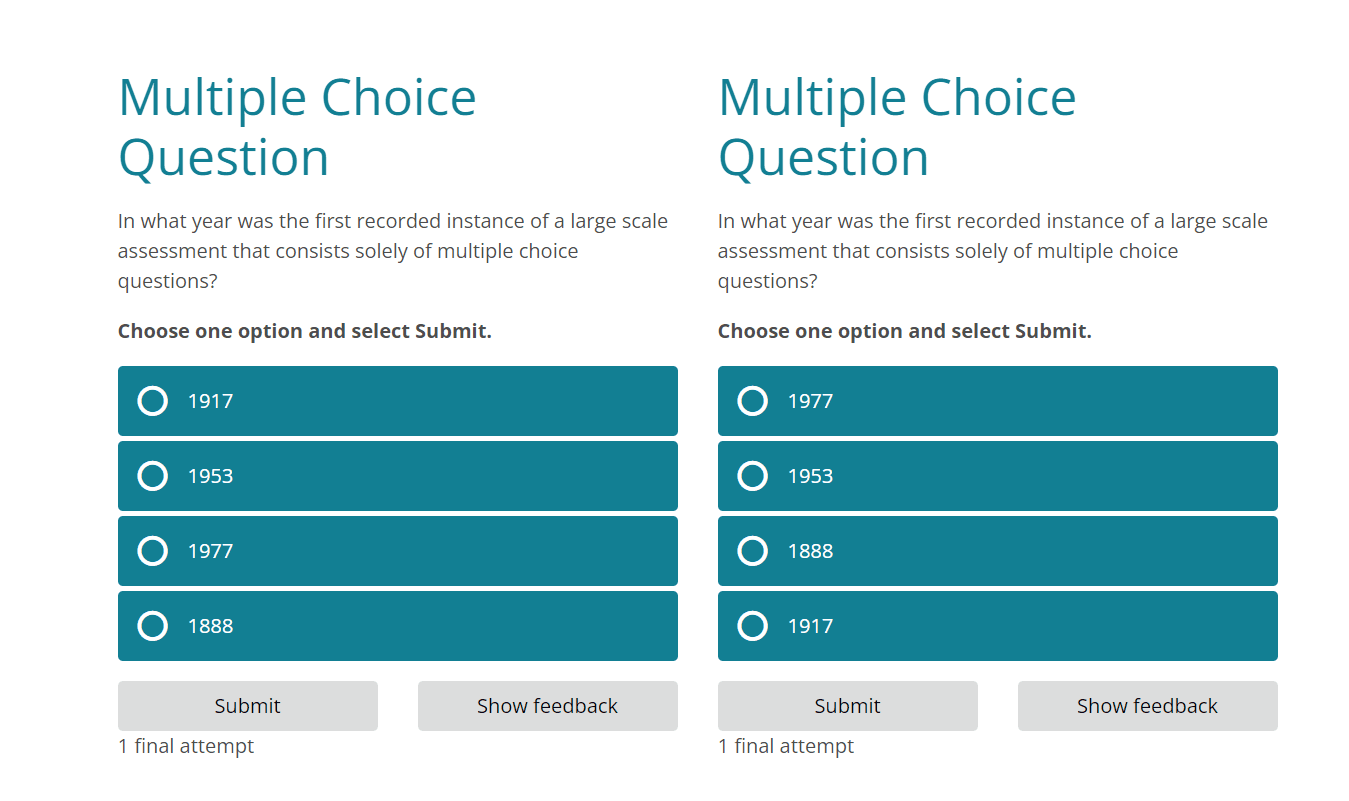 Multiple Choice
Question
In what year was the first recorded instance of a large scale
assessment that consists solely of multiple choice
questions?
Choose one option and select Submit.
1917
1953
1977
1888
Submit
Show feedback
1 final attempt
Multiple Choice
Question
In what year was the first recorded instance of a large scale
assessment that consists solely of multiple choice
questions?
Choose one option and select Submit.
1977
1953
1888
1917
Submit
Show feedback
1 final attempt